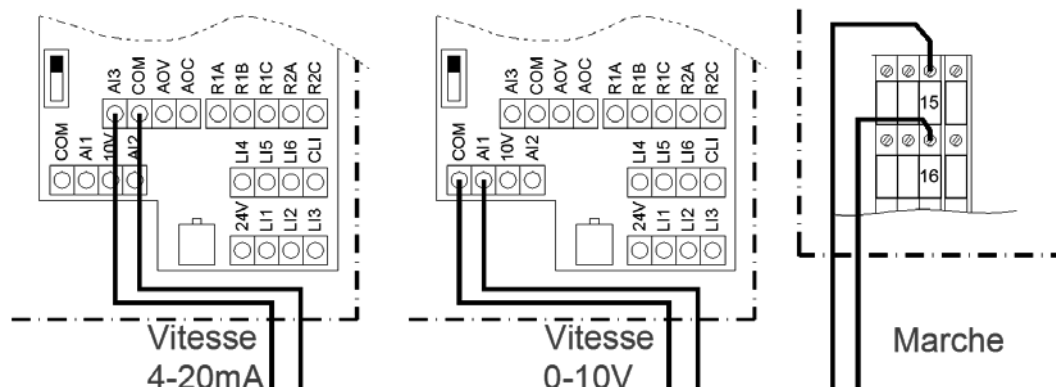 AI3 COM AOV AOC R1A R1B R1C R2A R2C
COM AI1 10V AI2
LI4 LI5 LI6 CLI
24V LI1 LI2 LI3
Vitesse
4-20mA
AI3 COM AOV AOC R1A R1B R1C R2A R2C
COM AI1 10V AI2
LI4 LI5 LI6 CLI
24V LI1 LI2 LI3
Vitesse
0-10V
15
16
Marche